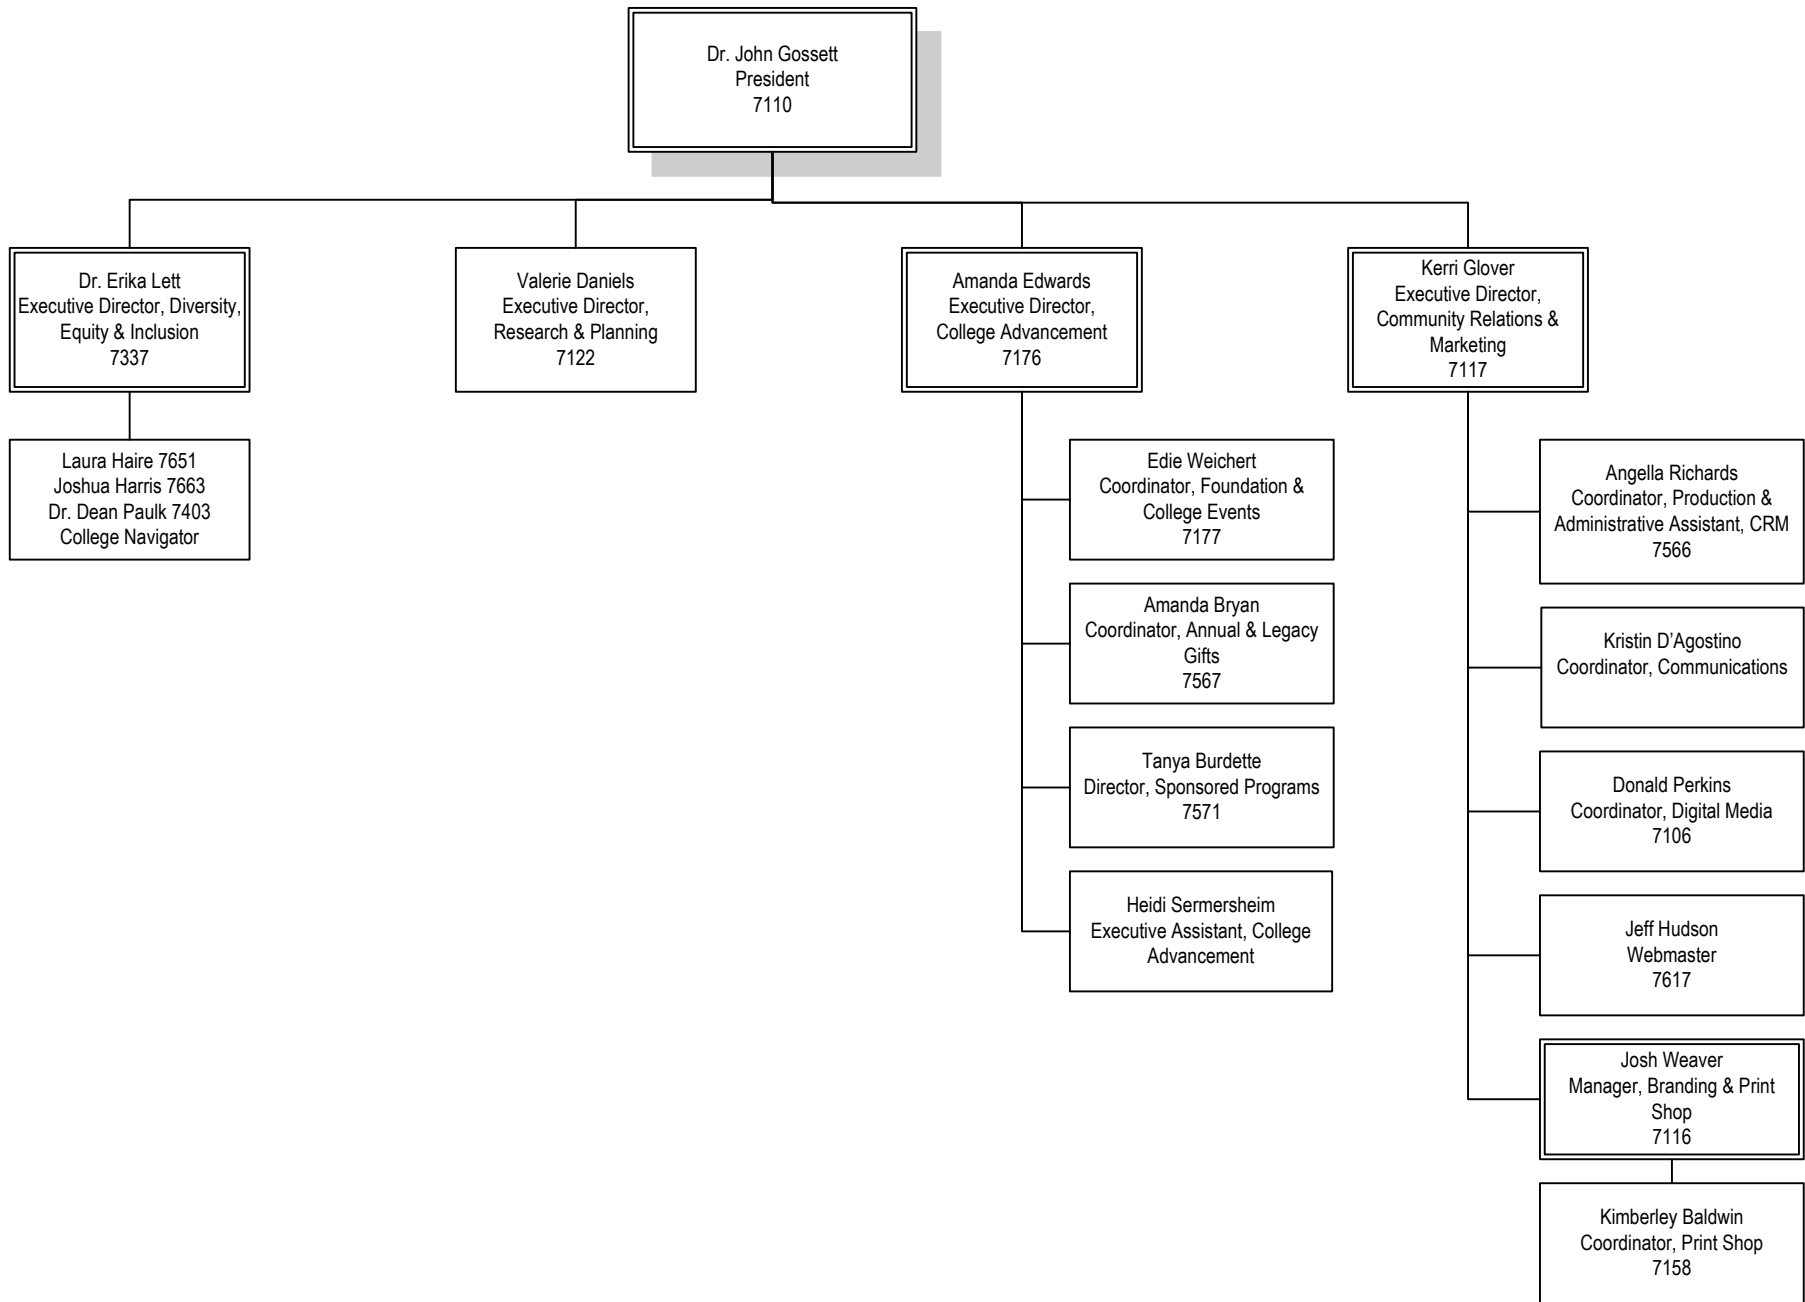 Dr. John Gossett
President
7110
Dr. Erika Lett
Executive Director, Diversity,
Equity & Inclusion
7337
Laura Haire 7651
Joshua Harris 7663
Dr. Dean Paulk 7403
College Navigator
Valerie Daniels
Executive Director,
Research & Planning
7122
Amanda Edwards
Executive Director,
College Advancement
7176
Edie Weichert
Coordinator, Foundation &
College Events
7177
Amanda Bryan
Coordinator, Annual & Legacy
Gifts
7567
Tanya Burdette
Director, Sponsored Programs
7571
Heidi Sermersheim
Executive Assistant, College
Advancement
Kerri Glover
Executive Director,
Community Relations &
Marketing
7117
Angella Richards
Coordinator, Production &
Administrative Assistant, CRM
7566
Kristin D’Agostino
Coordinator, Communications
Donald Perkins
Coordinator, Digital Media
7106
Jeff Hudson
Webmaster
7617
Josh Weaver
Manager, Branding & Print
Shop
7116
Kimberley Baldwin
Coordinator, Print Shop
7158